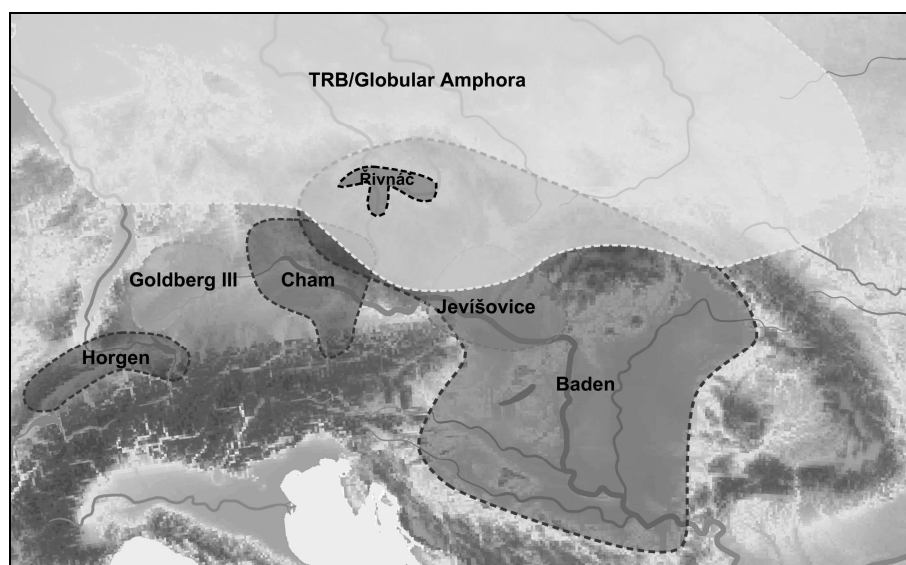 TRB/Globular Amphora
Řivnáč
Goldberg III
Cham
Jevíšovice
Horgen
Baden